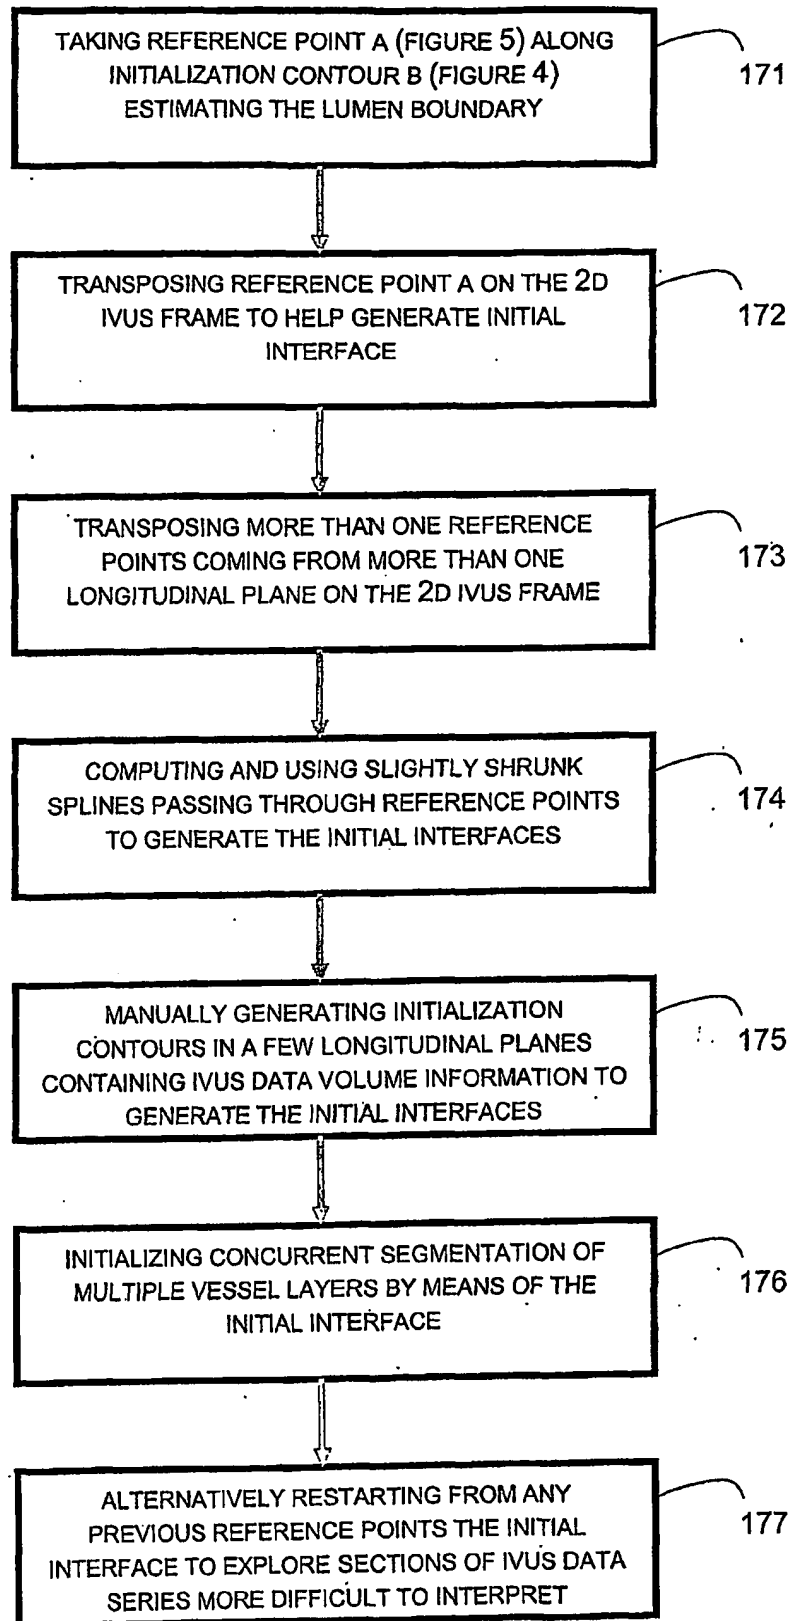 TAKING REFERENCE POINT A (FIGURE 5) ALONG
INITIALIZATION CONTOUR B (FIGURE 4)
ESTIMATING THE LUMEN BOUNDARY
171
TRANSPOSING REFERENCE POINT A ON THE 2D
IVUS FRAME TO HELP GENERATE INITIAL
INTERFACE
172
TRANSPOSING MORE THAN ONE REFERENCE
POINTS COMING FROM MORE THAN ONE
LONGITUDINAL PLANE ON THE 2D IVUS FRAME
173
COMPUTING AND USING SLIGHTLY SHRUNK
SPLINES PASSING THROUGH REFERENCE POINTS
TO GENERATE THE INITIAL INTERFACES
174
MANUALLY GENERATING INITIALIZATION
CONTOURS IN A FEW LONGITUDINAL PLANES
CONTAINING IVUS DATA VOLUME INFORMATION TO
GENERATE THE INITIAL INTERFACES
175
INITIALIZING CONCURRENT SEGMENTATION OF
MULTIPLE VESSEL LAYERS BY MEANS OF THE
INITIAL INTERFACE
176
ALTERNATIVELY RESTARTING FROM ANY
PREVIOUS REFERENCE POINTS THE INITIAL
INTERFACE TO EXPLORE SECTIONS OF IVUS DATA
SERIES MORE DIFFICULT TO INTERPRET
177